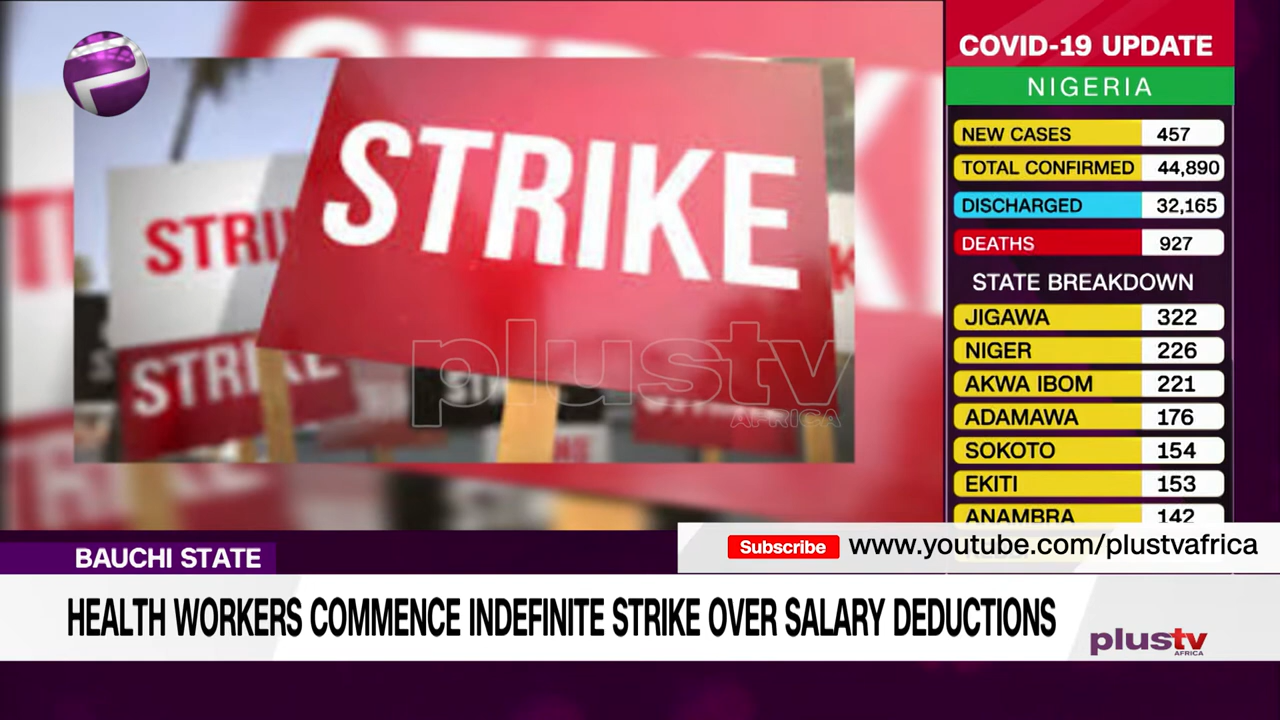 STRIKE
STRI
STRIKE
plustv
AFRICA
COVID-19 UPDATE
NIGERIA
NEW CASES 457
TOTAL CONFIRMED 44,890
DISCHARGED 32,165
DEATHS 927
STATE BREAKDOWN
JIGAWA 322
NIGER 226
AKWA IBOM 221
ADAMAWA 176
SOKOTO 154
EKITI 153
ANAMBRA 142
Subscribe www.youtube.com/plustvafrica
BAUCHI STATE
HEALTH WORKERS COMMENCE INDEFINITE STRIKE OVER SALARY DEDUCTIONS
plustv
AFRICA